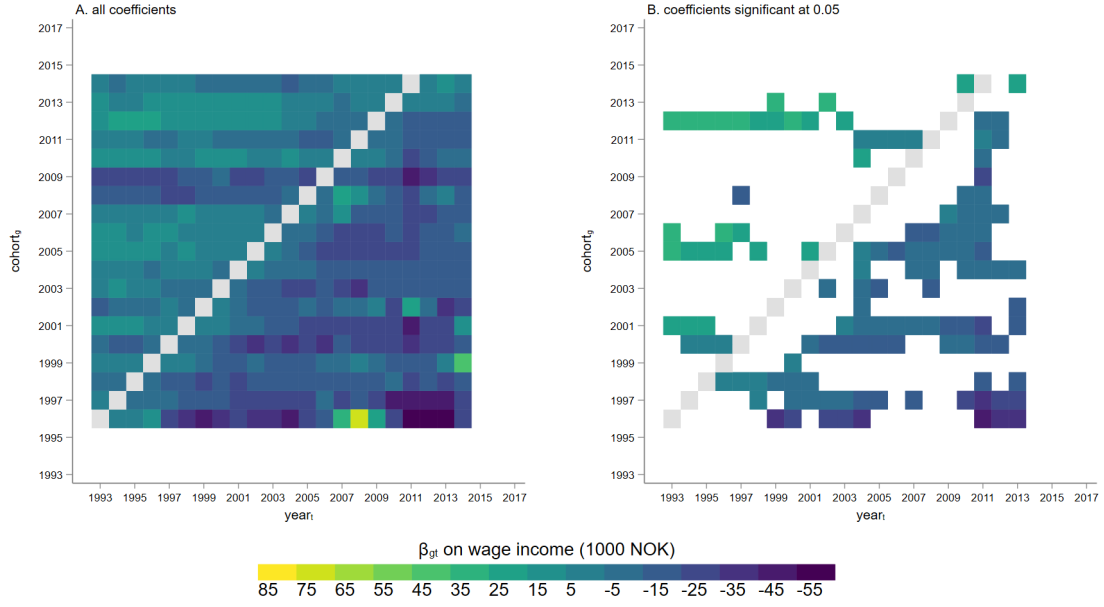 A. all coefficients
B. coefficients significant at 0.05
2017
2015
2013
2011
2009
2007
2005
2003
2001
1999
1997
1995
1993
cohortg
1993 1995 1997 1999 2001 2003 2005 2007 2009 2011 2013 2015 2017
yeart
2017
2015
2013
2011
2009
2007
2005
2003
2001
1999
1997
1995
1993
cohortg
1993 1995 1997 1999 2001 2003 2005 2007 2009 2011 2013 2015 2017
yeart
βgt on wage income (1000 NOK)
85 75 65 55 45 35 25 15 5 -5 -15 -25 -35 -45 -55